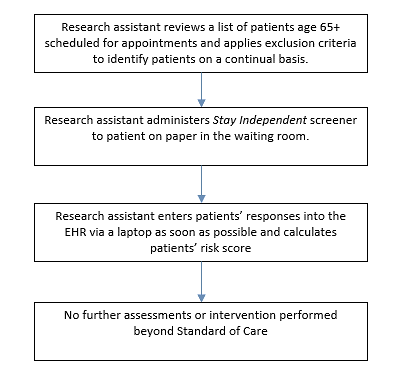 Research assistant reviews a list of patients age 65+
scheduled for appointments and applies exclusion criteria
to identify patients on a continual basis.
Research assistant administers Stay Independent screener
to patient on paper in the waiting room.
Research assistant enters patients’ responses into the
EHR via a laptop as soon as possible and calculates
patients’ risk score
No further assessments or intervention performed
beyond Standard of Care